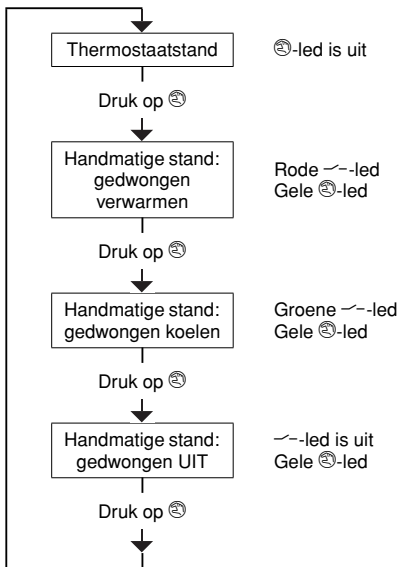 Thermostaatstand
-led is uit
Druk op
Handmatige stand:
gedwongen
verwarmen
Rode -led
Gele -led
Druk op
Handmatige stand:
gedwongen koelen
Groene -led
Gele -led
Druk op
Handmatige stand:
gedwongen UIT
-led is uit
Gele -led
Druk op